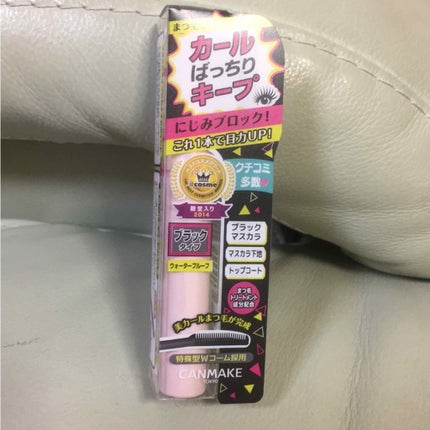 まつ毛
カール
ばっちり
キープ
にじみブロック!
これ1本で目力UP!
@cosme
殿堂入り
2014
クチコミ
多数
ブラック
タイプ
ウォータープルーフ
ブラック
マスカラ
マスカラ下地
トップコート
まつ毛
トリートメント
成分配合
美カールまつ毛が完成
特殊型Wコーム採用
CANMAKE
TOKYO